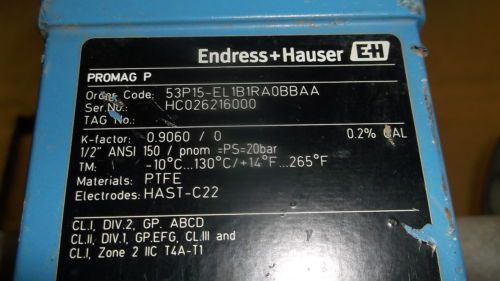 Endress+Hauser EH
PROMAG P
Order Code: 53P15-EL1B1RA0BBAA
Ser.No.: HC026216000
TAG No.:
K-factor: 0.9060 / 0 0.2% CAL
1/2" ANSI 150 / pnom =PS=20bar
TM: -10°C...130°C/+14°F...265°F
Materials: PTFE
Electrodes: HAST-C22
CL.I, DIV.2, GP. ABCD
CL.II, DIV.1, GP.EFG, CL.III and
CL.I, Zone 2 IIC T4A-T1